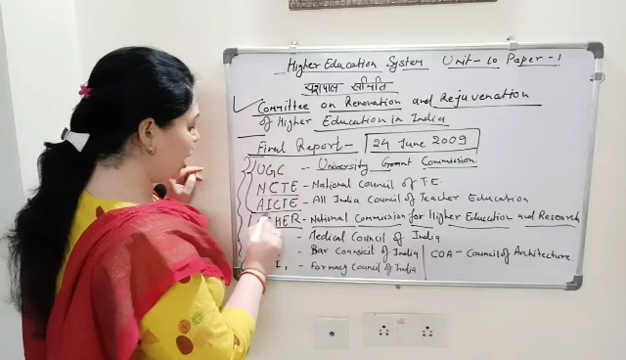 Higher Education System Unit-10 Paper-1
यशपाल समिति
Committee on Renovation and Rejuvenation
of Higher Education in India
Final Report- 24 June 2009
UGC - University Grant Commission
NCTE - National Council of T.E.
AICTE - All India Council of Teacher Education
HER - National Commission for Higher Education and Research
- Medical Council of India
- Bar Council of India COA - Council of Architecture.
I, - Formacy Council of India